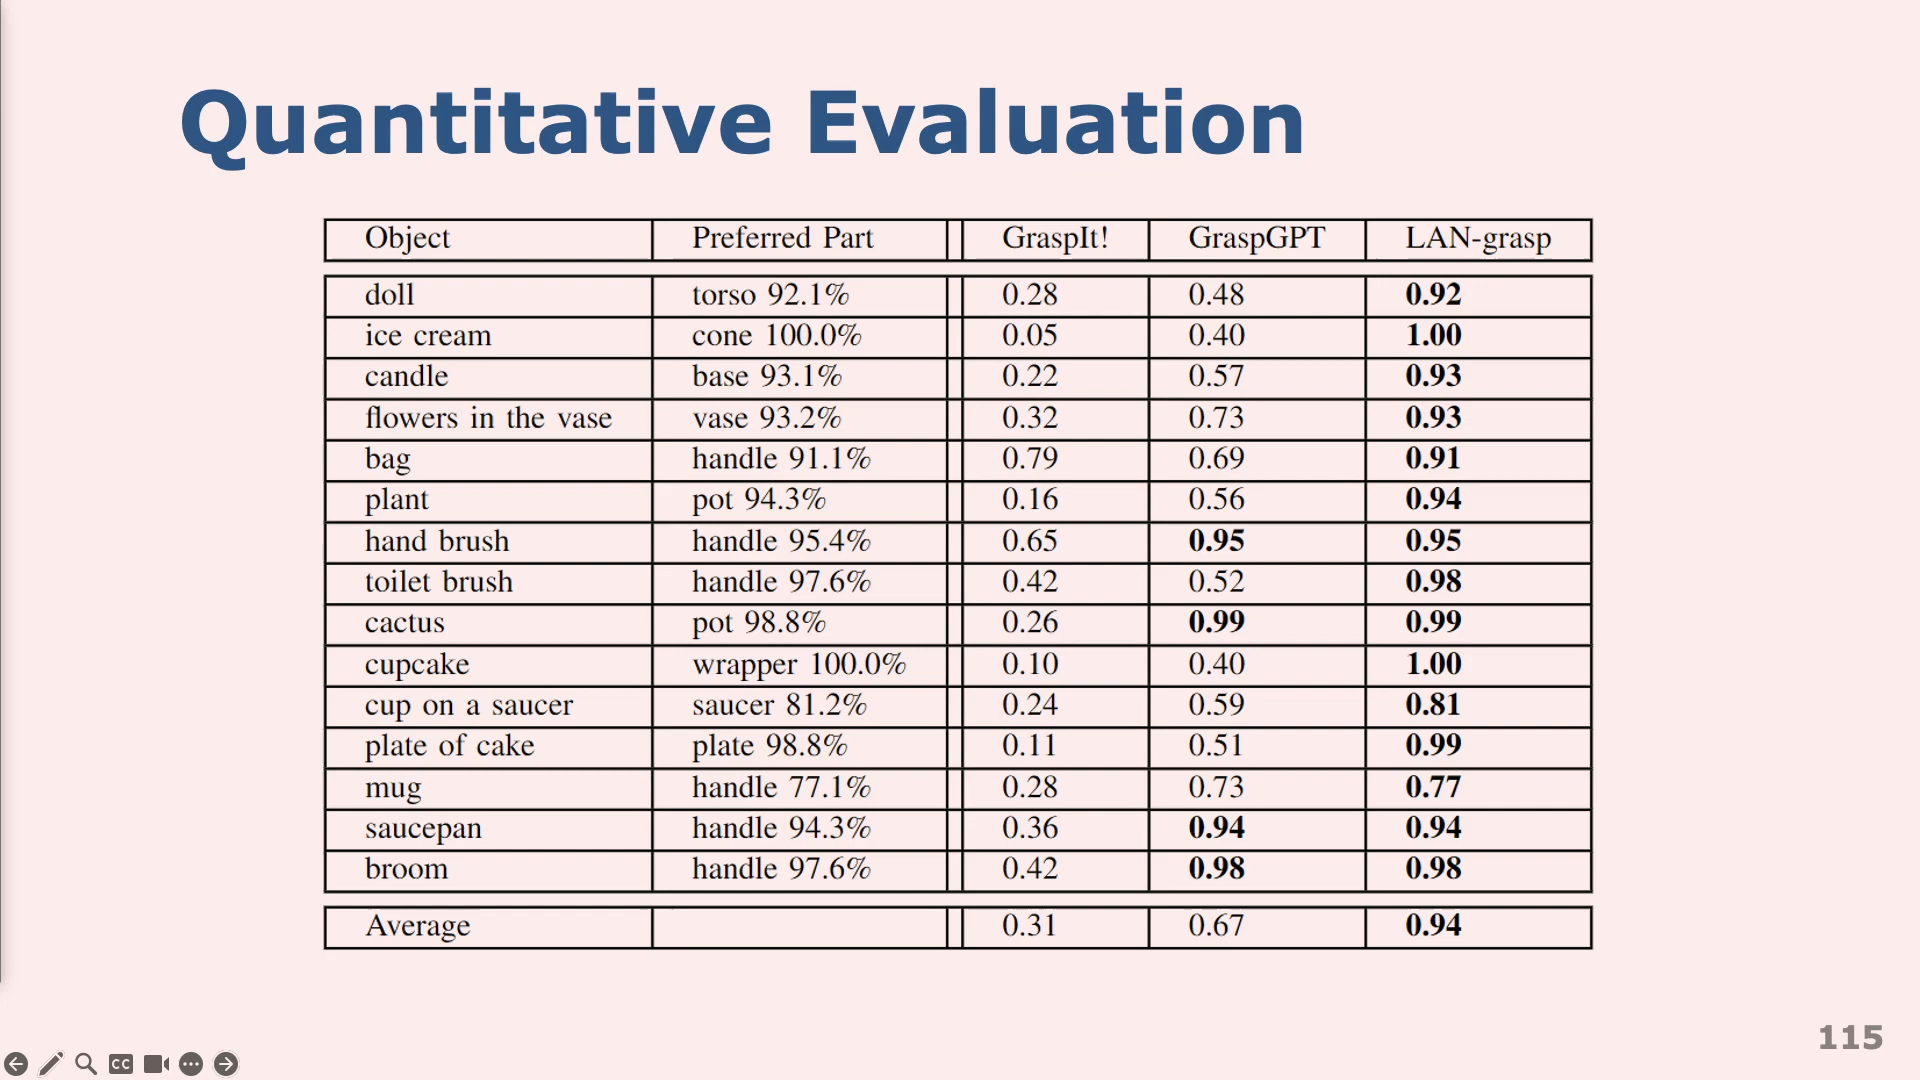 Quantitative Evaluation
Object Preferred Part GraspIt! GraspGPT LAN-grasp
doll torso 92.1% 0.28 0.48 0.92
ice cream cone 100.0% 0.05 0.40 1.00
candle base 93.1% 0.22 0.57 0.93
flowers in the vase vase 93.2% 0.32 0.73 0.93
bag handle 91.1% 0.79 0.69 0.91
plant pot 94.3% 0.16 0.56 0.94
hand brush handle 95.4% 0.65 0.95 0.95
toilet brush handle 97.6% 0.42 0.52 0.98
cactus pot 98.8% 0.26 0.99 0.99
cupcake wrapper 100.0% 0.10 0.40 1.00
cup on a saucer saucer 81.2% 0.24 0.59 0.81
plate of cake plate 98.8% 0.11 0.51 0.99
mug handle 77.1% 0.28 0.73 0.77
saucepan handle 94.3% 0.36 0.94 0.94
broom handle 97.6% 0.42 0.98 0.98
Average 0.31 0.67 0.94
115
CC